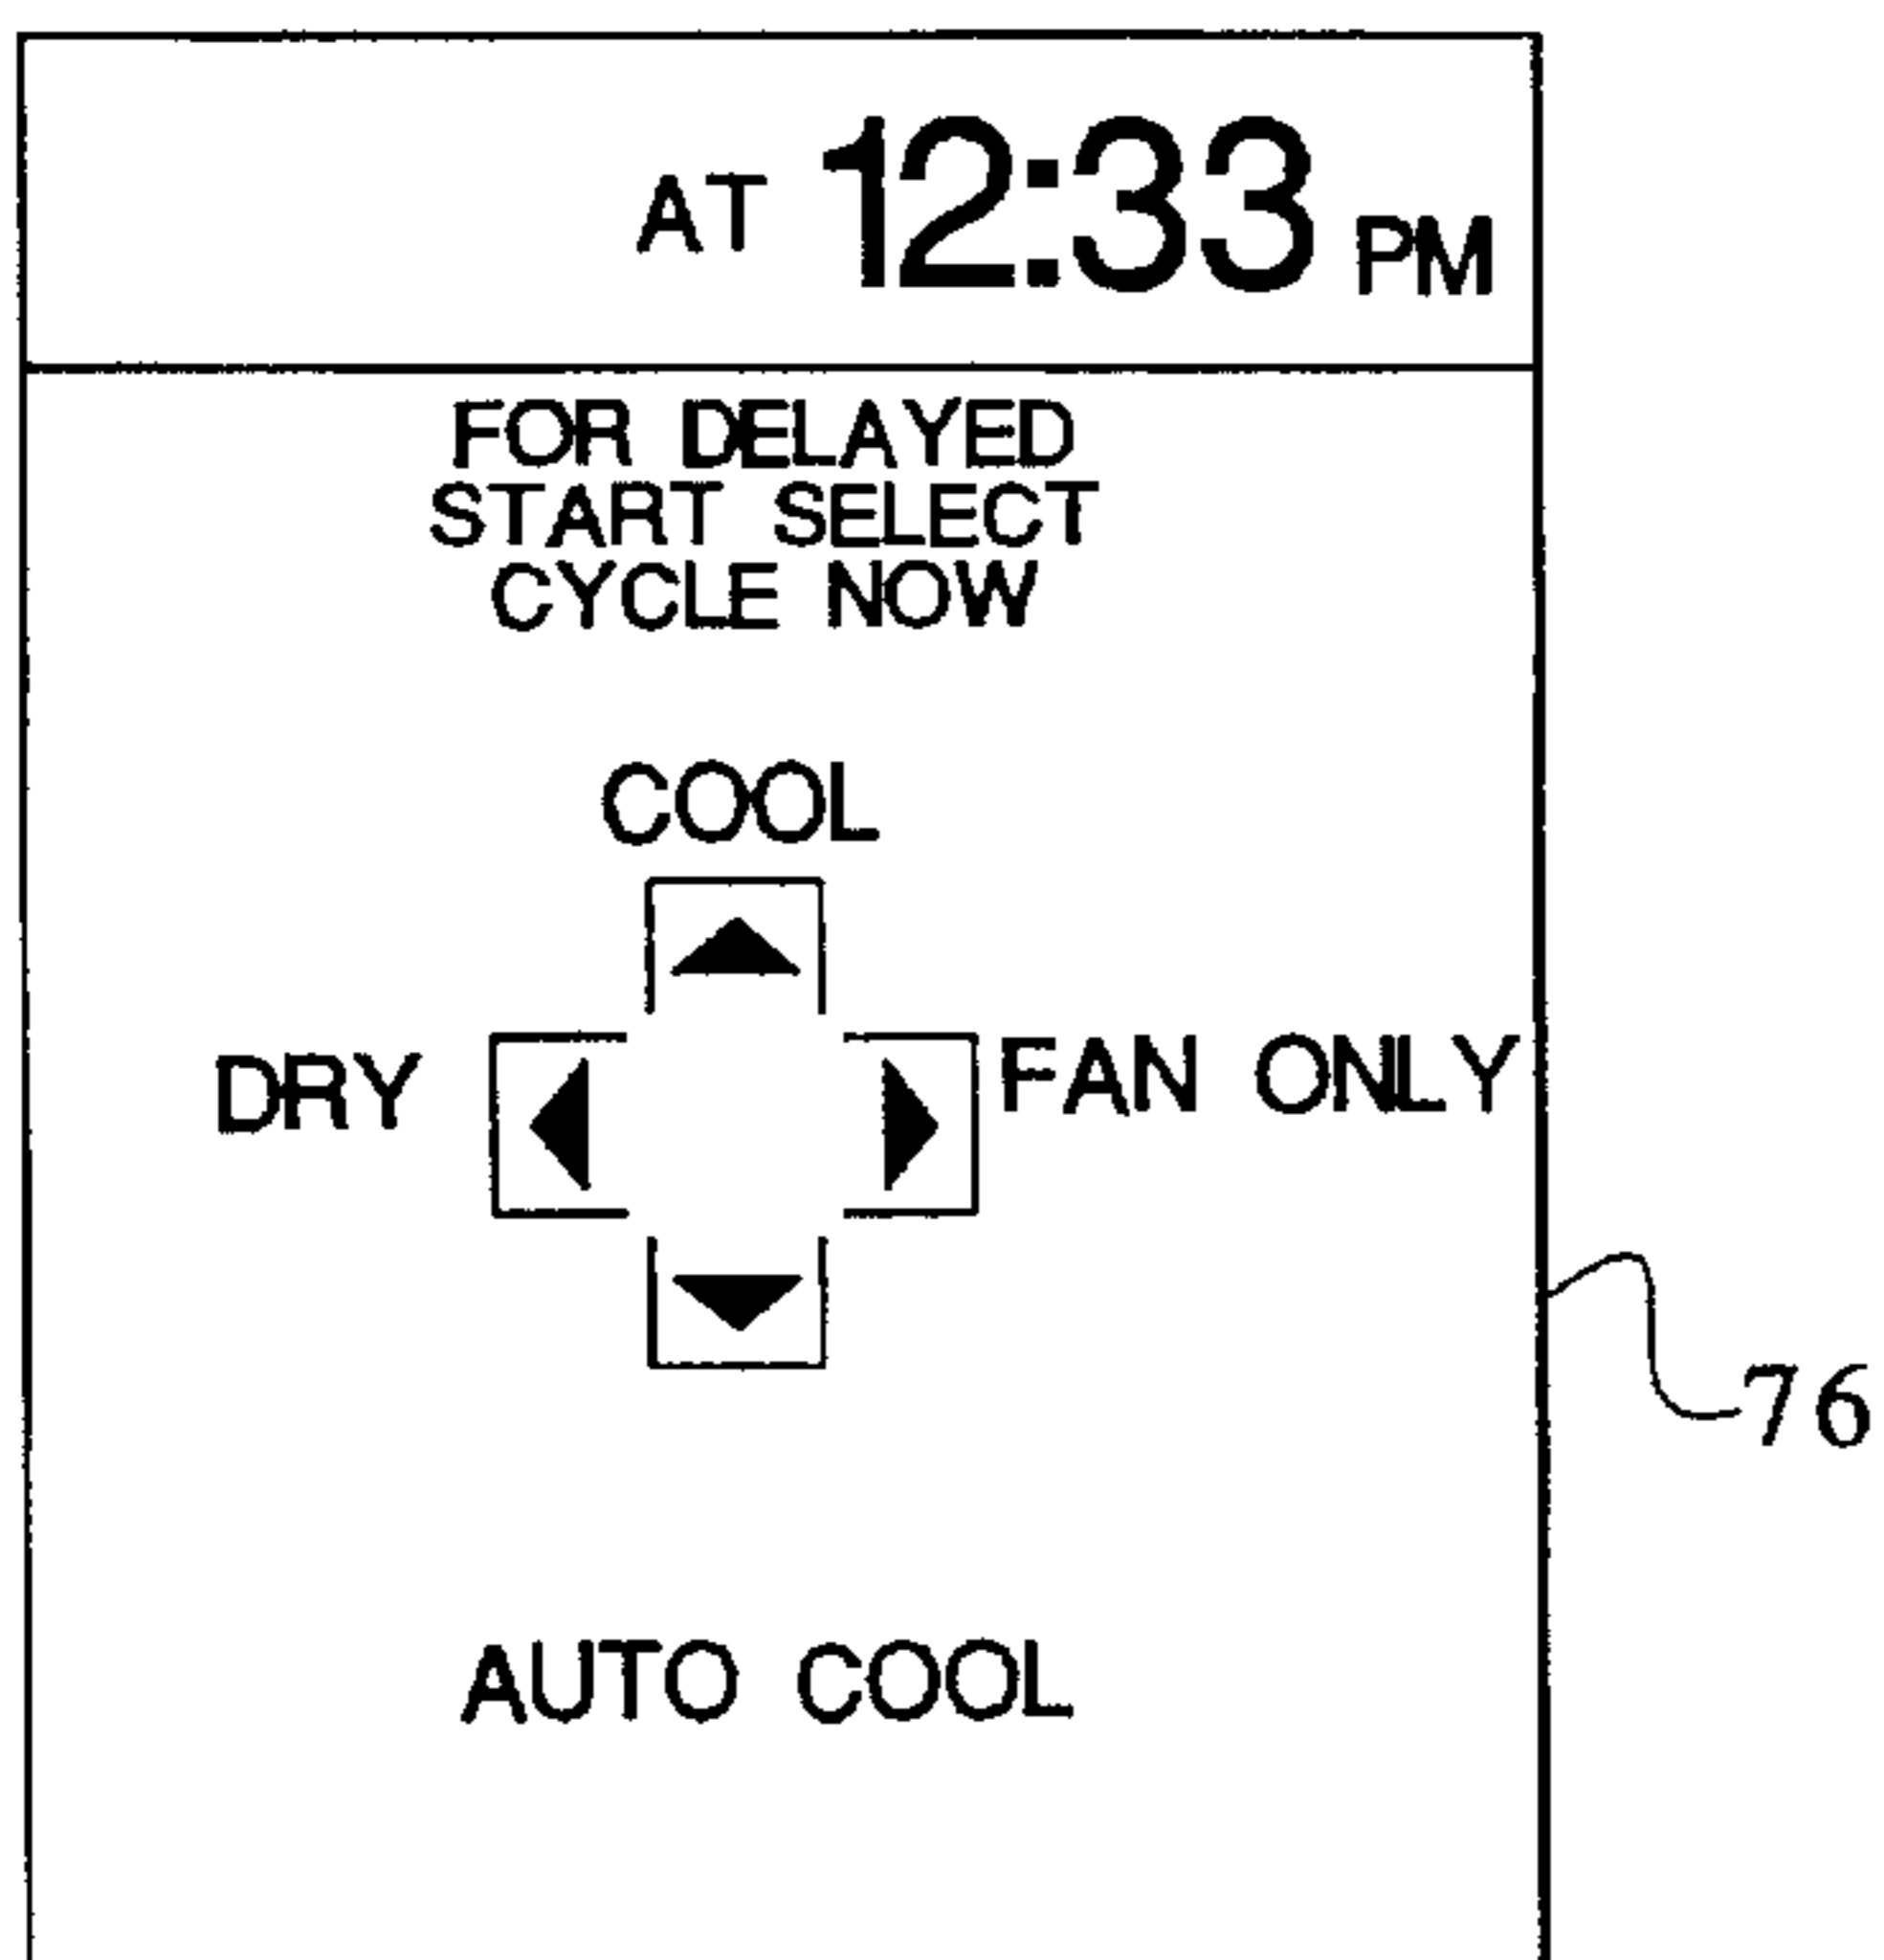 AT 12:33 PM
FOR DELAYED
START SELECT
CYCLE NOW
COOL
DRY
FAN ONLY
76
AUTO COOL